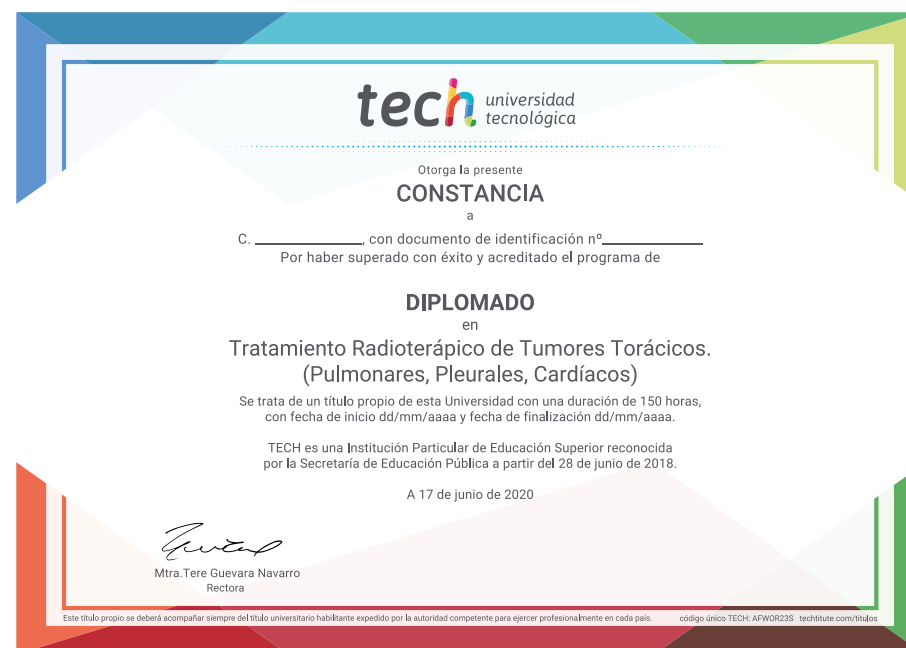 tech universidad
tecnológica
Otorga la presente
CONSTANCIA
a
C. ____________, con documento de identificación nº____________
Por haber superado con éxito y acreditado el programa de
DIPLOMADO
en
Tratamiento Radioterápico de Tumores Torácicos.
(Pulmonares, Pleurales, Cardíacos)
Se trata de un título propio de esta Universidad con una duración de 150 horas,
con fecha de inicio dd/mm/aaaa y fecha de finalización dd/mm/aaaa.
TECH es una Institución Particular de Educación Superior reconocida
por la Secretaría de Educación Pública a partir del 28 de junio de 2018.
A 17 de junio de 2020
Mtra.Tere Guevara Navarro
Rectora
Este título propio se deberá acompañar siempre del título universitario habilitante expedido por la autoridad competente para ejercer profesionalmente en cada país. código único TECH: AFWOR23S techtitute.com/titulos